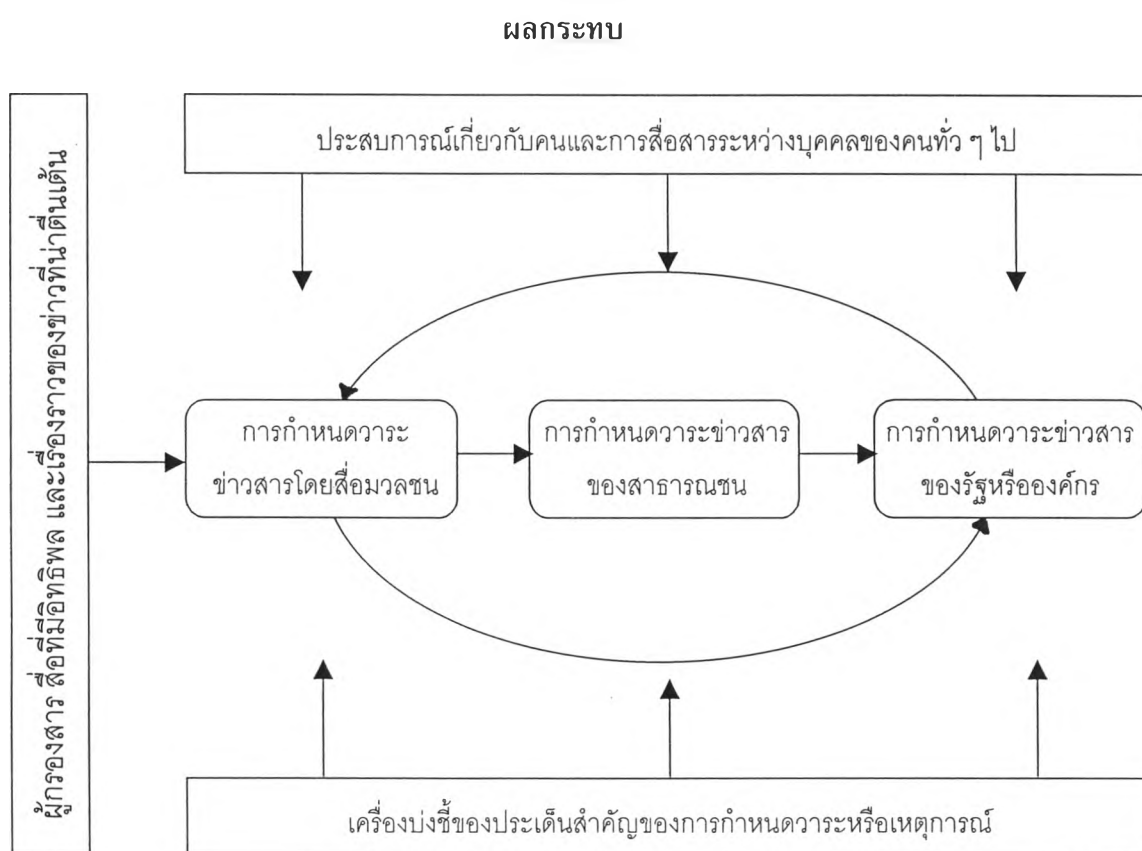 ผลกระทบ
ประสบการณ์เกี่ยวกับคนและการสื่อสารระหว่างบุคคลของคนทั่ว ๆ ไป
ผู้กรองสาร สื่อที่มีอิทธิพล และเรื่องราวของข่าวที่น่าตื่นเต้น
การกำหนดวาระ
ข่าวสารโดยสื่อมวลชน
การกำหนดวาระข่าวสาร
ของสาธารณชน
การกำหนดวาระข่าวสาร
ของรัฐหรือองค์กร
เครื่องบ่งชี้ของประเด็นสำคัญของการกำหนดวาระหรือเหตุการณ์